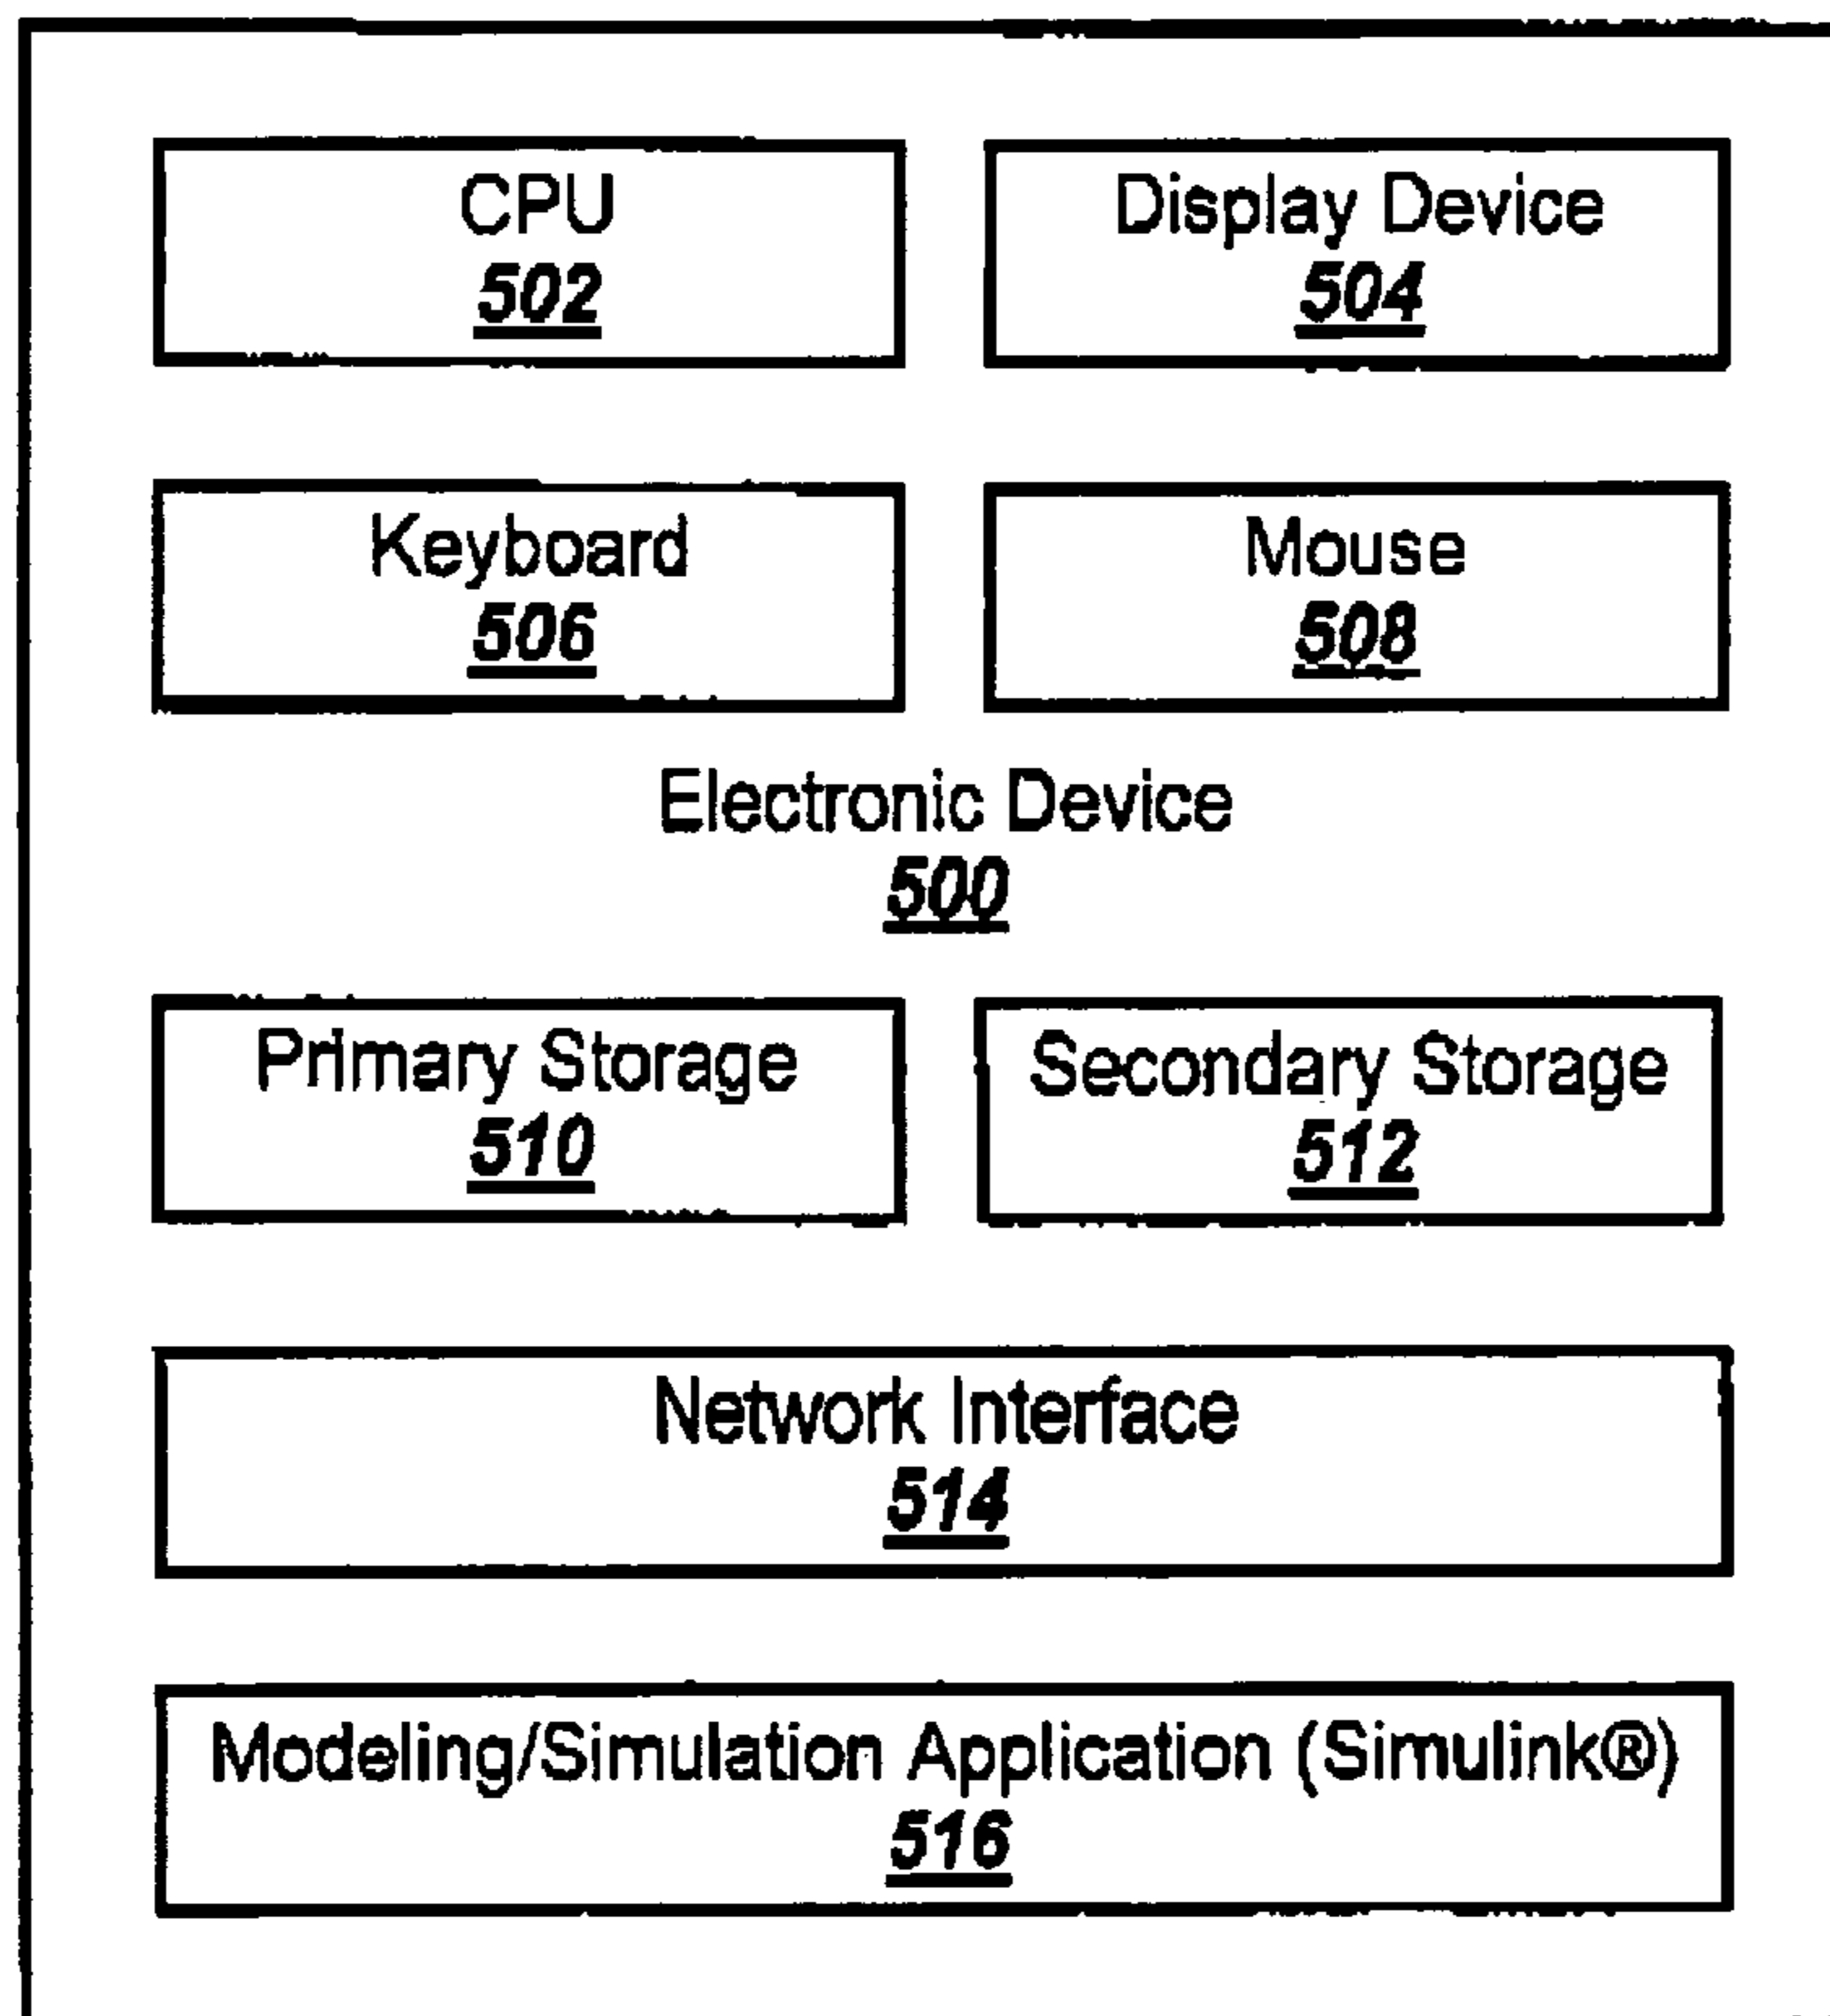 CPU
502
Display Device
504
Keyboard
506
Mouse
508
Electronic Device
500
Primary Storage
510
Secondary Storage
512
Network Interface
514
Modeling/Simulation Application (Simulink®)
516